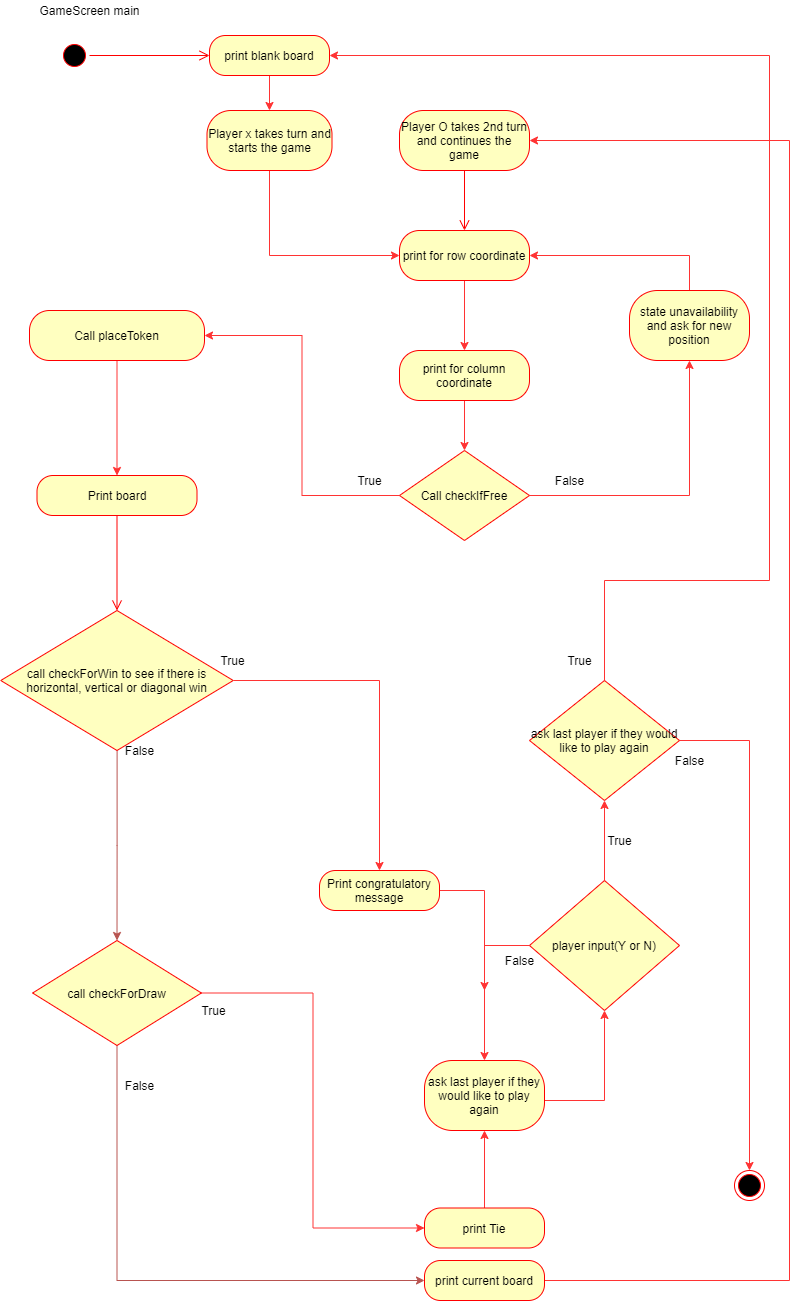 GameScreen main
print blank board
Player x takes turn and
starts the game
Player O takes 2nd turn
and continues the
game
print for row coordinate
state unavailability
and ask for new
position
Call placeToken
print for column
coordinate
True
Call checkIfFree
False
Print board
call checkForWin to see if there is
horizontal, vertical or diagonal win
True
False
True
ask last player if they would
like to play again
False
True
Print congratulatory
message
player input(Y or N)
False
call checkForDraw
True
False
ask last player if they
would like to play
again
print Tie
print current board